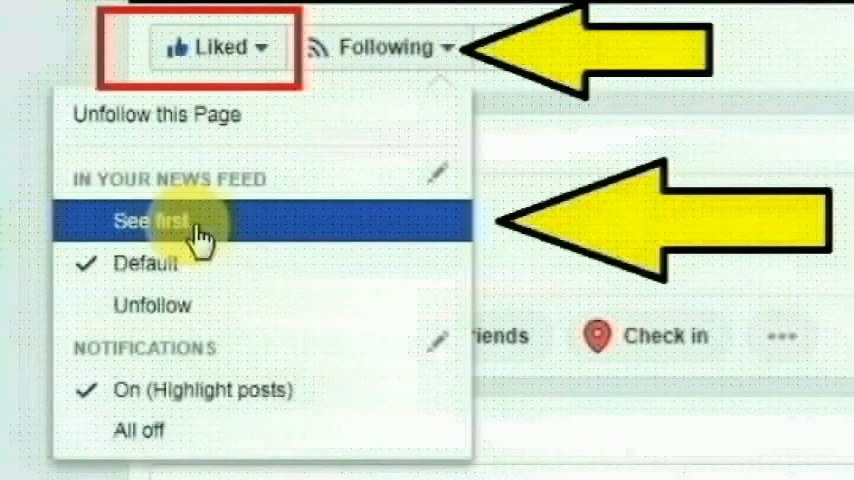 Liked Following
Unfollow this Page
IN YOUR NEWS FEED
See first
Default
Unfollow
riends Check in
NOTIFICATIONS
On (Highlight posts)
All off